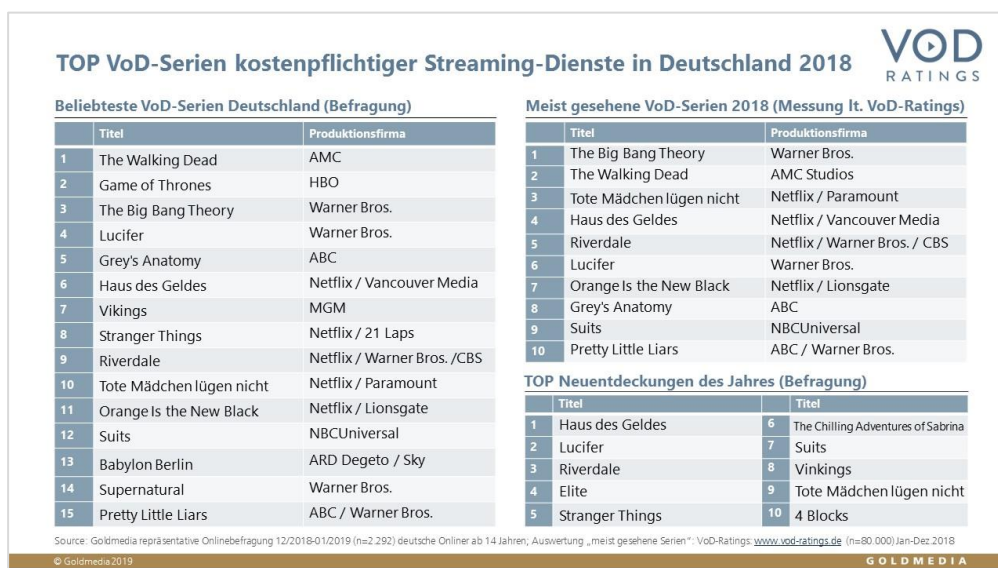 TOP VoD-Serien kostenpflichtiger Streaming-Dienste in Deutschland 2018
VOD
RATINGS
Beliebteste VoD-Serien Deutschland (Befragung)
Titel Produktionsfirma
1 The Walking Dead AMC
2 Game of Thrones HBO
3 The Big Bang Theory Warner Bros.
4 Lucifer Warner Bros.
5 Grey's Anatomy ABC
6 Haus des Geldes Netflix / Vancouver Media
7 Vikings MGM
8 Stranger Things Netflix / 21 Laps
9 Riverdale Netflix / Warner Bros. /CBS
10 Tote Mädchen lügen nicht Netflix / Paramount
11 Orange Is the New Black Netflix / Lionsgate
12 Suits NBCUniversal
13 Babylon Berlin ARD Degeto / Sky
14 Supernatural Warner Bros.
15 Pretty Little Liars ABC / Warner Bros.
Meist gesehene VoD-Serien 2018 (Messung lt. VoD-Ratings)
Titel Produktionsfirma
1 The Big Bang Theory Warner Bros.
2 The Walking Dead AMC Studios
3 Tote Mädchen lügen nicht Netflix / Paramount
4 Haus des Geldes Netflix / Vancouver Media
5 Riverdale Netflix / Warner Bros. / CBS
6 Lucifer Warner Bros.
7 Orange Is the New Black Netflix / Lionsgate
8 Grey's Anatomy ABC
9 Suits NBCUniversal
10 Pretty Little Liars ABC / Warner Bros.
TOP Neuentdeckungen des Jahres (Befragung)
Titel Titel
1 Haus des Geldes 6 The Chilling Adventures of Sabrina
2 Lucifer 7 Suits
3 Riverdale 8 Vinkings
4 Elite 9 Tote Mädchen lügen nicht
5 Stranger Things 10 4 Blocks
Source: Goldmedia repräsentative Onlinebefragung 12/2018-01/2019 (n=2.292) deutsche Onliner ab 14 Jahren; Auswertung „meist gesehene Serien": VoD-Ratings: www.vod-ratings.de (n=80.000) Jan-Dez.2018
© Goldmedia 2019
GOLDMEDIA